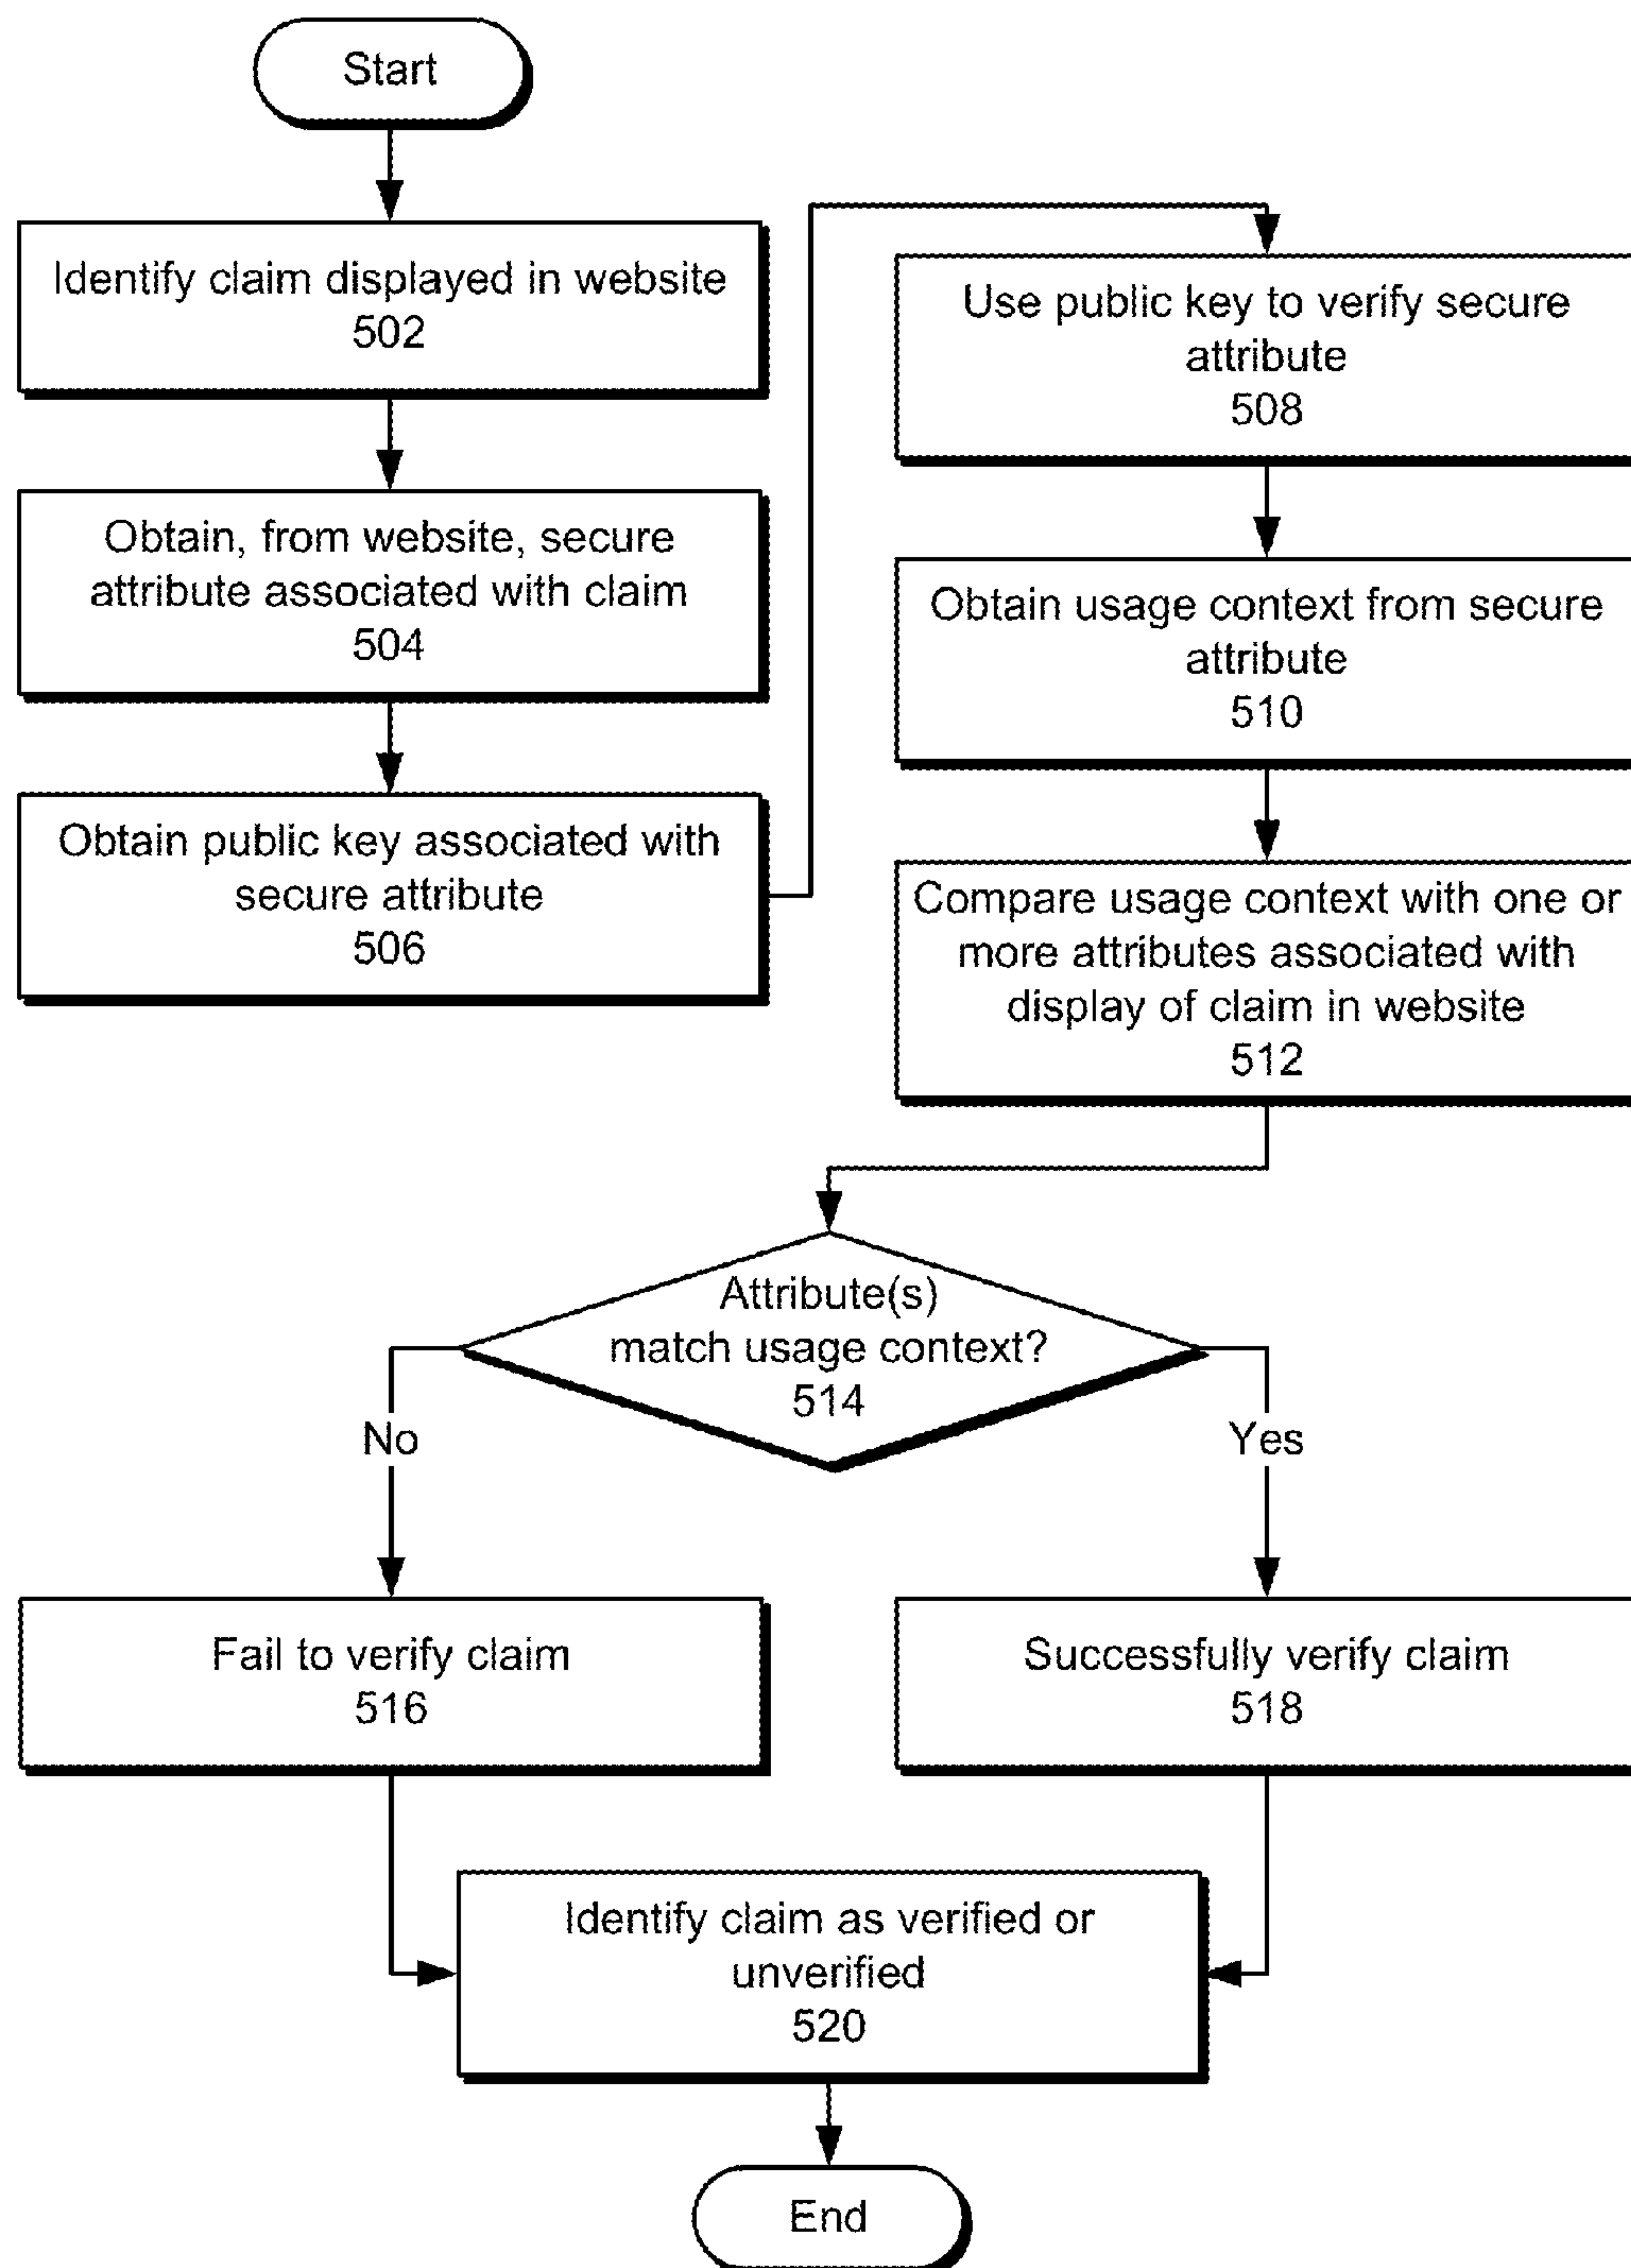 Start
Identify claim displayed in website
502
Obtain, from website, secure
attribute associated with claim
504
Obtain public key associated with
secure attribute
506
Use public key to verify secure
attribute
508
Obtain usage context from secure
attribute
510
Compare usage context with one or
more attributes associated with
display of claim in website
512
Attribute(s)
match usage context?
514
No
Yes
Fail to verify claim
516
Successfully verify claim
518
Identify claim as verified or
unverified
520
End